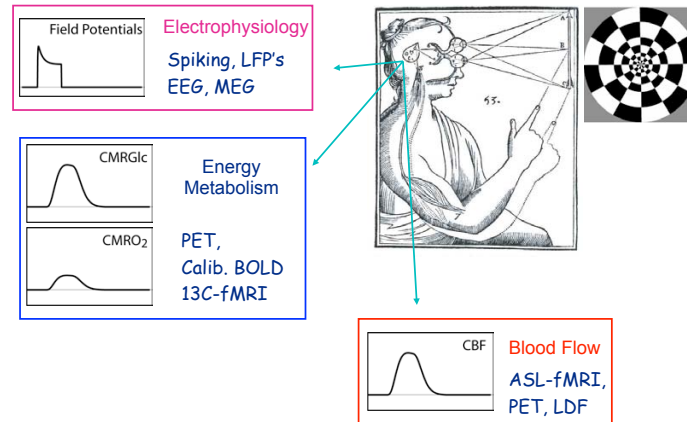 Field Potentials
Electrophysiology
Spiking, LFP's
EEG, MEG
A
B
53.
CMRGlc
Energy
Metabolism
CMRO₂
PET,
Calib. BOLD
13C-fMRI
CBF
Blood Flow
ASL-fMRI,
PET, LDF